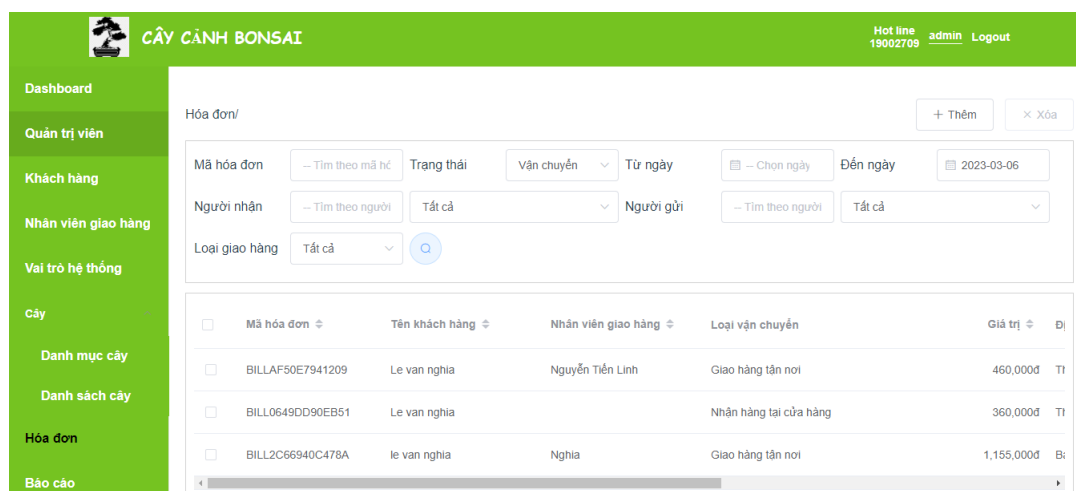 CÂY CẢNH BONSAI
Hot line
19002709 admin Logout
Dashboard
Quản trị viên
Khách hàng
Nhân viên giao hàng
Vai trò hệ thống
Cây
Danh mục cây
Danh sách cây
Hóa đơn
Báo cáo
Hóa đơn/
+ Thêm × Xóa
Mã hóa đơn -- Tìm theo mã hó Trạng thái Vận chuyển Từ ngày -- Chọn ngày Đến ngày 2023-03-06
Người nhận -- Tìm theo người Tất cả Người gửi -- Tìm theo người Tất cả
Loại giao hàng Tất cả
Mã hóa đơn Tên khách hàng Nhân viên giao hàng Loại vận chuyển Giá trị
BILLAF50E7941209 Le van nghia Nguyễn Tiến Linh Giao hàng tận nơi 460,000đ
BILL0649DD90EB51 Le van nghia Nhận hàng tại cửa hàng 360,000đ
BILL2C66940C478A le van nghia Nghia Giao hàng tận nơi 1,155,000đ